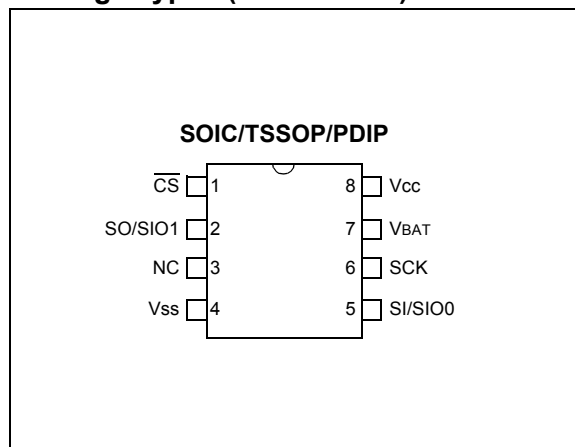 SOIC/TSSOP/PDIP
CS 1 8 Vcc
SO/SIO1 2 7 VBAT
NC 3 6 SCK
Vss 4 5 SI/SIO0